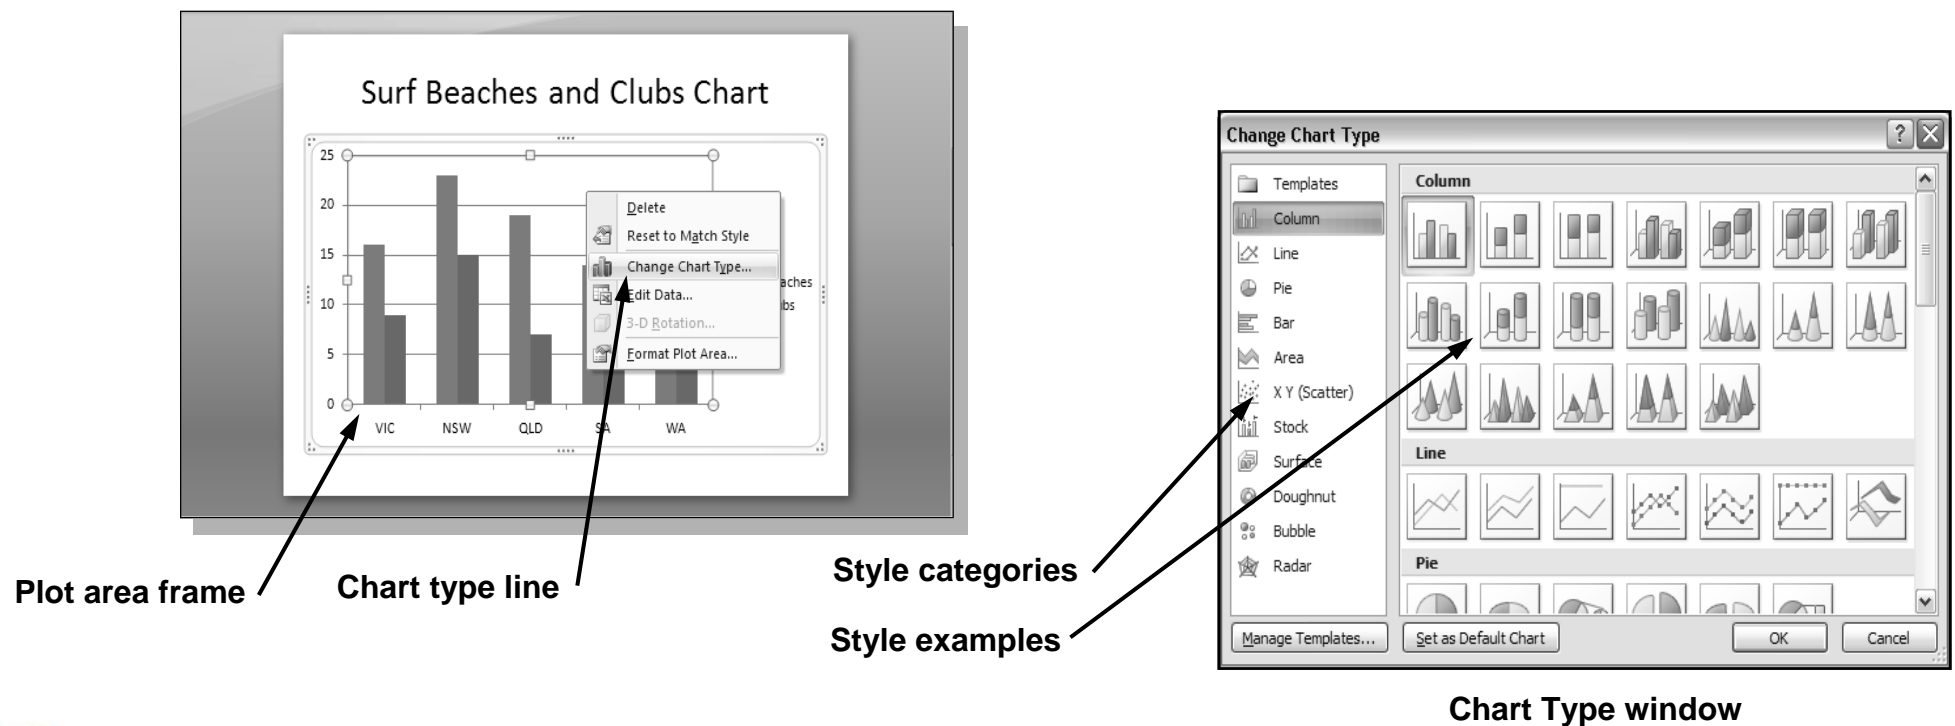 Surf Beaches and Clubs Chart
25
20
15
10
5
0
VIC NSW QLD SA WA
Delete
Reset to Match Style
Change Chart Type...
Edit Data...
3-D Rotation...
Format Plot Area...
aches
bs
Plot area frame
Chart type line
Style categories
Style examples
Change Chart Type
Templates
Column
Line
Pie
Bar
Area
X Y (Scatter)
Stock
Surface
Doughnut
Bubble
Radar
Column
Line
Pie
Manage Templates...
Set as Default Chart
OK
Cancel
Chart Type window